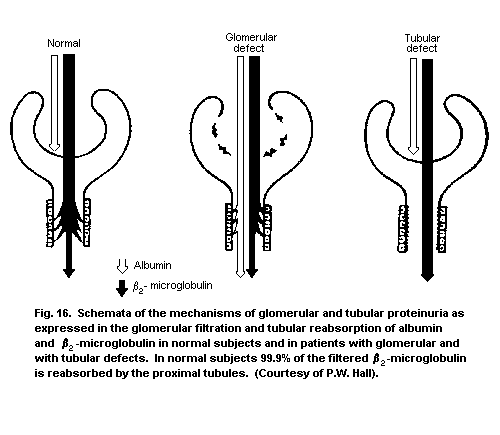 Normal
Glomerular
defect
Tubular
defect
Albumin
β2- microglobulin
Fig. 16. Schemata of the mechanisms of glomerular and tubular proteinuria as
expressed in the glomerular filtration and tubular reabsorption of albumin
and β2 -microglobulin in normal subjects and in patients with glomerular and
with tubular defects. In normal subjects 99.9% of the filtered β2-microglobulin
is reabsorbed by the proximal tubules. (Courtesy of P.W. Hall).